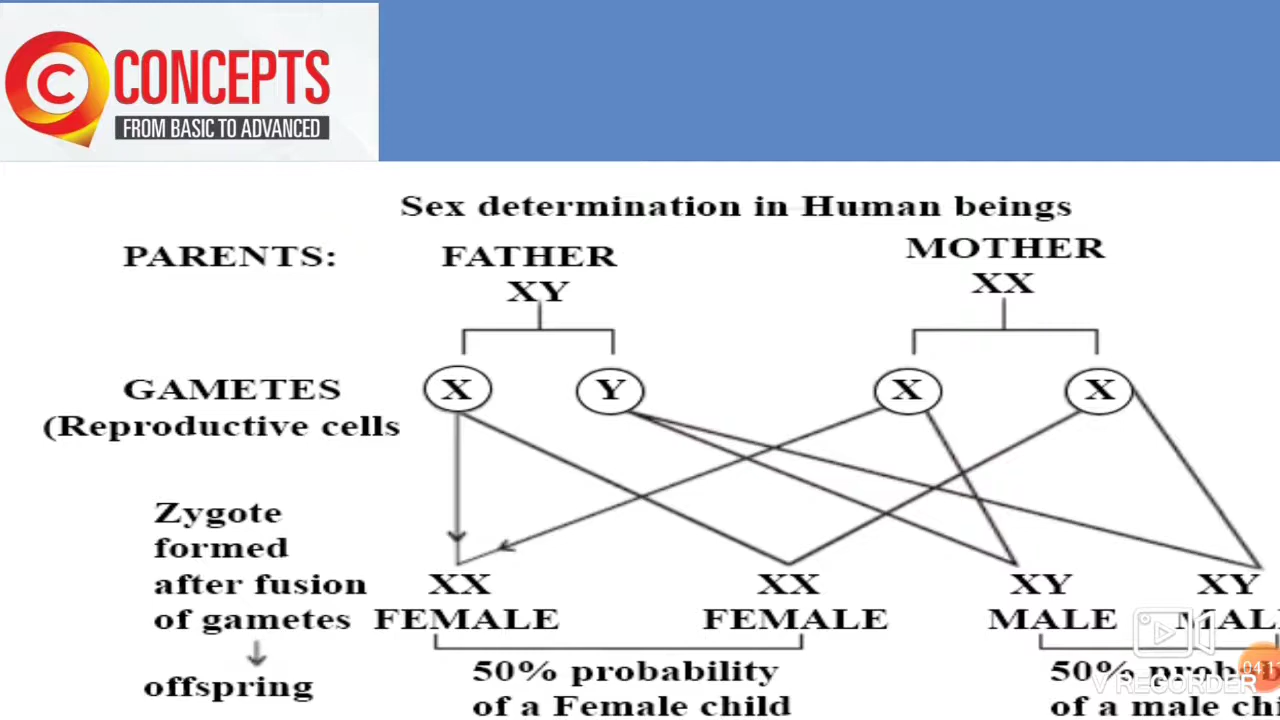 C
CONCEPTS
FROM BASIC TO ADVANCED
Sex determination in Human beings
PARENTS: FATHER MOTHER
XY XX
GAMETES X Y X X
(Reproductive cells
Zygote
formed
after fusion XX XX XY XY
of gametes FEMALE FEMALE MALE
offspring
50% probability 50%
of a Female child of a male
V RECORDER